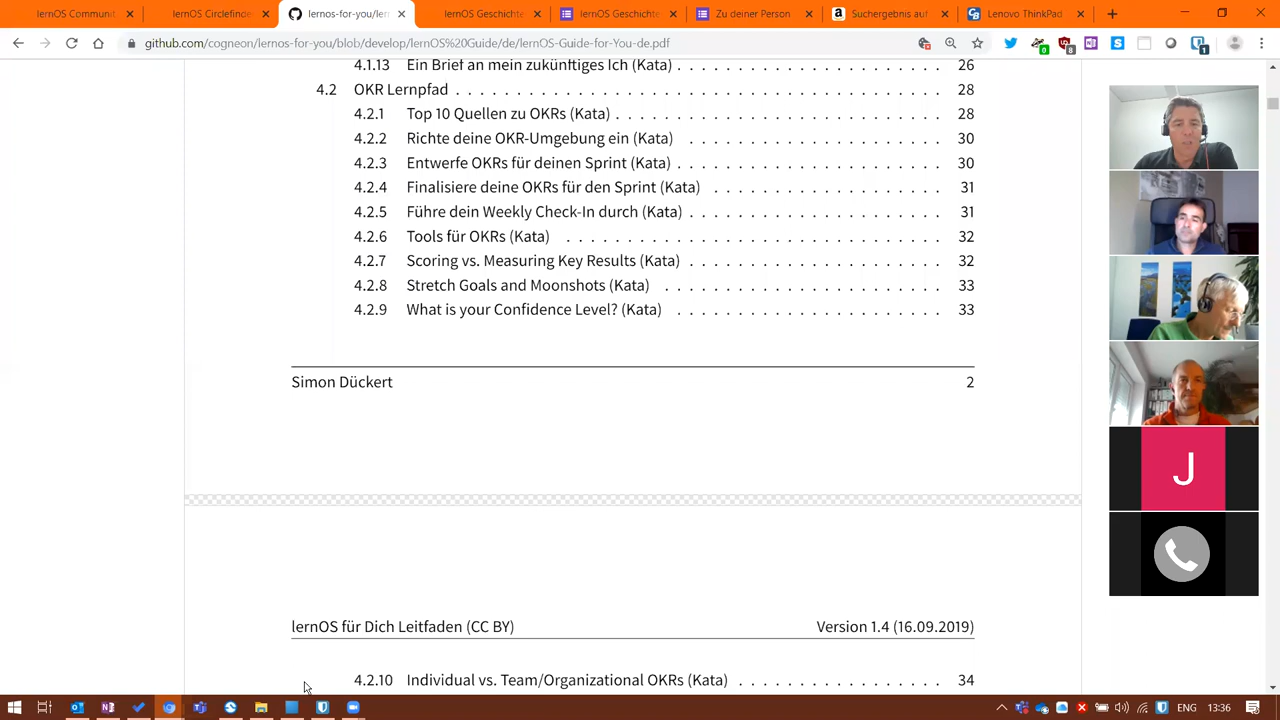 lernOS Communit
lernOS Circlefinde
lernos-for-you/lern
lernOS Geschichte
lernOS Geschichte
Zu deiner Person
Suchergebnis auf
Lenovo ThinkPad
github.com/cogneon/lernos-for-you/blob/develop/lernOS%20Guide/de/lernOS-Guide-for-You-de.pdf
0
8
1
4.1.13 Ein Brief an mein zukünftiges Ich (Kata) . . . . . . . . . . . . . . . . . . 26
4.2 OKR Lernpfad . . . . . . . . . . . . . . . . . . . . . . . . . . . . . . 28
4.2.1 Top 10 Quellen zu OKRs (Kata) . . . . . . . . . . . . . . . . . . . . . . 28
4.2.2 Richte deine OKR-Umgebung ein (Kata) . . . . . . . . . . . . . . . . . 30
4.2.3 Entwerfe OKRs für deinen Sprint (Kata) . . . . . . . . . . . . . . . . . . 30
4.2.4 Finalisiere deine OKRs für den Sprint (Kata) . . . . . . . . . . . . . . . . 31
4.2.5 Führe dein Weekly Check-In durch (Kata) . . . . . . . . . . . . . . . . . 31
4.2.6 Tools für OKRs (Kata) . . . . . . . . . . . . . . . . . . . . . . . . 32
4.2.7 Scoring vs. Measuring Key Results (Kata) . . . . . . . . . . . . . . . . . 32
4.2.8 Stretch Goals and Moonshots (Kata) . . . . . . . . . . . . . . . . . . 33
4.2.9 What is your Confidence Level? (Kata) . . . . . . . . . . . . . . . . . . 33
Simon Dückert 2
lernOS für Dich Leitfaden (CC BY) Version 1.4 (16.09.2019)
4.2.10 Individual vs. Team/Organizational OKRs (Kata) . . . . . . . . . . . . . . 34
J
ENG 13:36